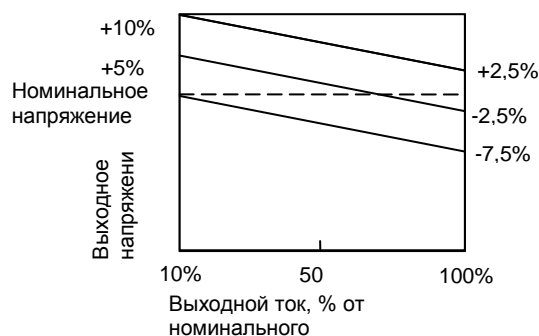 +10%
+5%
Номинальное
напряжение
+2,5%
-2,5%
-7,5%
Выходное
напряжени
10%
50
100%
Выходной ток, % от
номинального